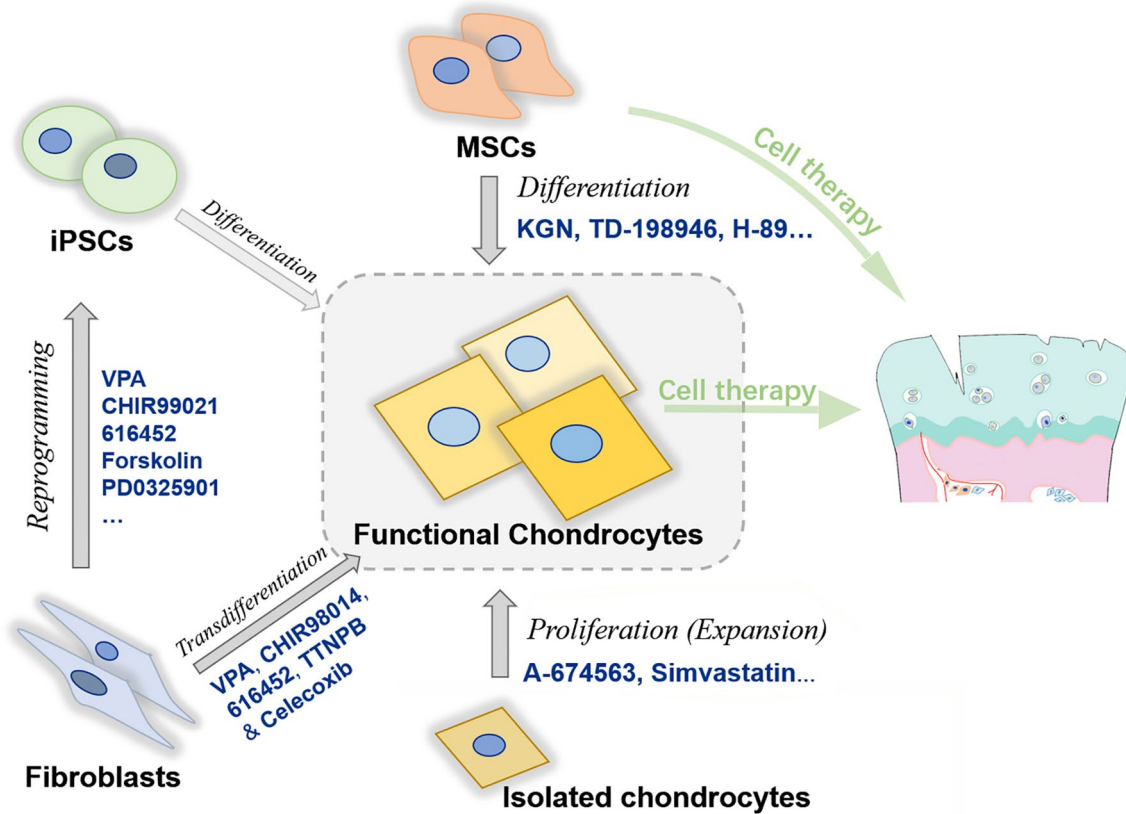 MSCs
Cell therapy
Differentiation
KGN, TD-198946, H-89...
iPSCs
Differentiation
Reprogramming
VPA
CHIR99021
616452
Forskolin
PD0325901
...
Cell therapy
Functional Chondrocytes
Transdifferentiation
VPA, CHIR98014,
616452, TTNPB
& Celecoxib
Proliferation (Expansion)
A-674563, Simvastatin...
Fibroblasts
Isolated chondrocytes